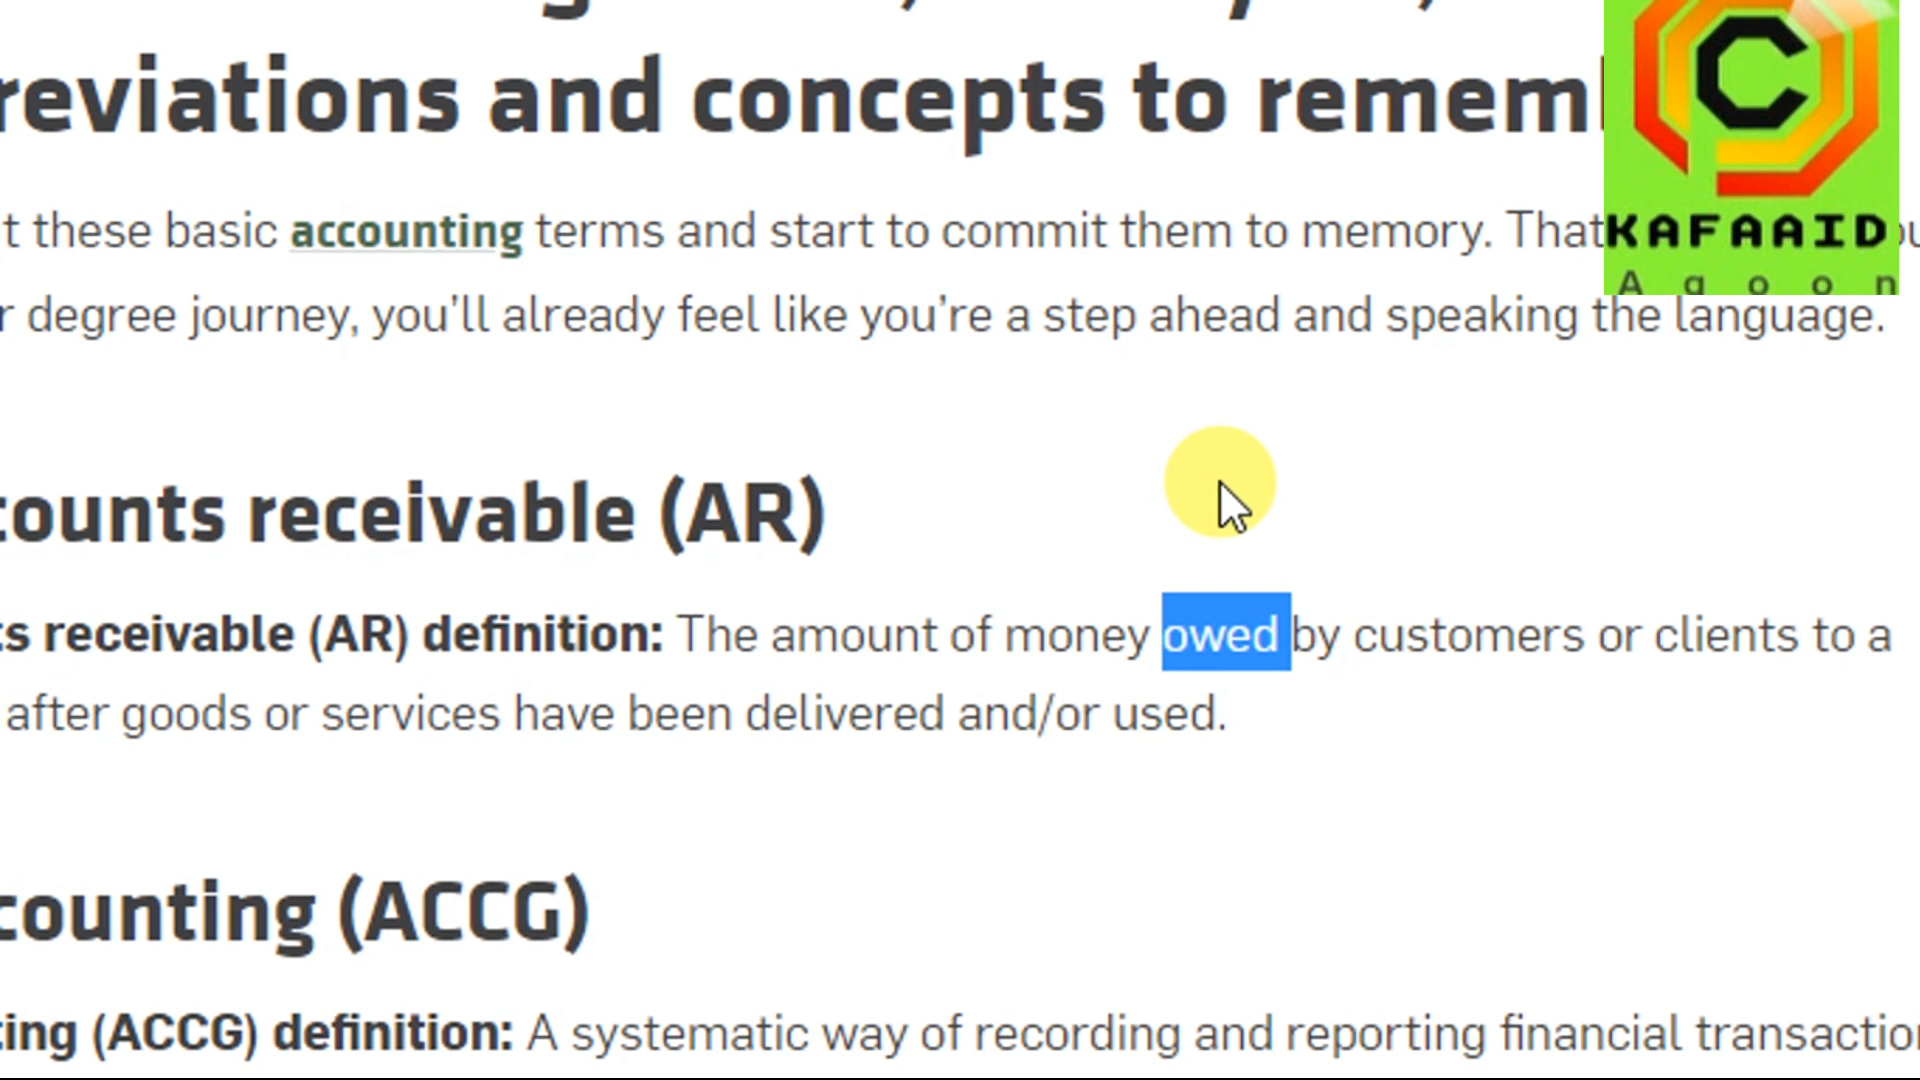 reviations and concepts to remem
t these basic accounting terms and start to commit them to memory. That
r degree journey, you'll already feel like you're a step ahead and speaking the language.
counts receivable (AR)
ts receivable (AR) definition: The amount of money owed by customers or clients to a
after goods or services have been delivered and/or used.
counting (ACCG)
ting (ACCG) definition: A systematic way of recording and reporting financial transaction
C
KAFAAID
A q o o n